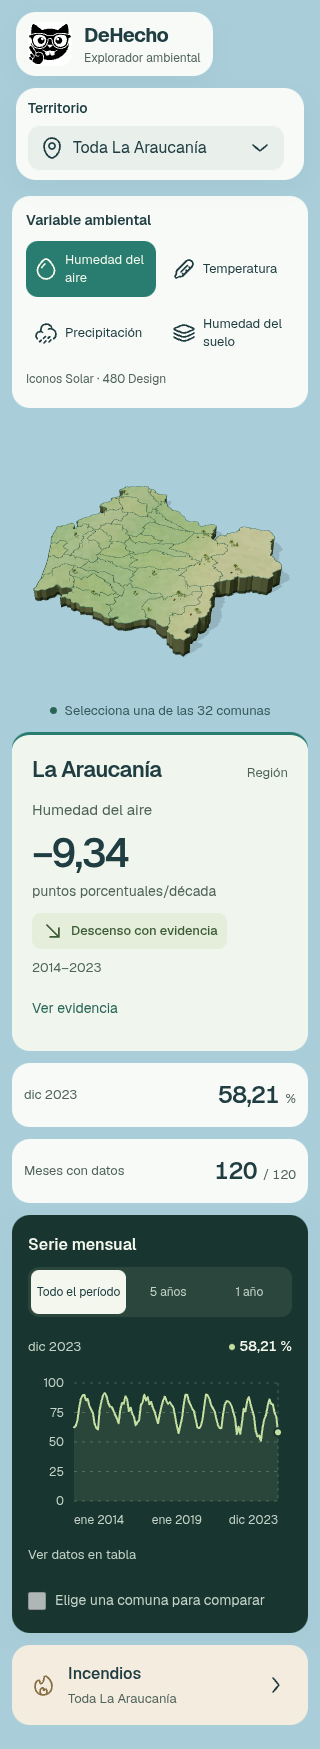 DeHecho
Explorador ambiental
Territorio
Toda La Araucanía
Variable ambiental
Humedad del
aire
Temperatura
Precipitación
Humedad del
suelo
Iconos Solar · 480 Design
Selecciona una de las 32 comunas
La Araucanía
Región
Humedad del aire
−9,34
puntos porcentuales/década
Descenso con evidencia
2014–2023
Ver evidencia
dic 2023
58,21 %
Meses con datos
120 / 120
Serie mensual
Todo el período
5 años
1 año
dic 2023
58,21 %
100
75
50
25
0
ene 2014
ene 2019
dic 2023
Ver datos en tabla
Elige una comuna para comparar
Incendios
Toda La Araucanía